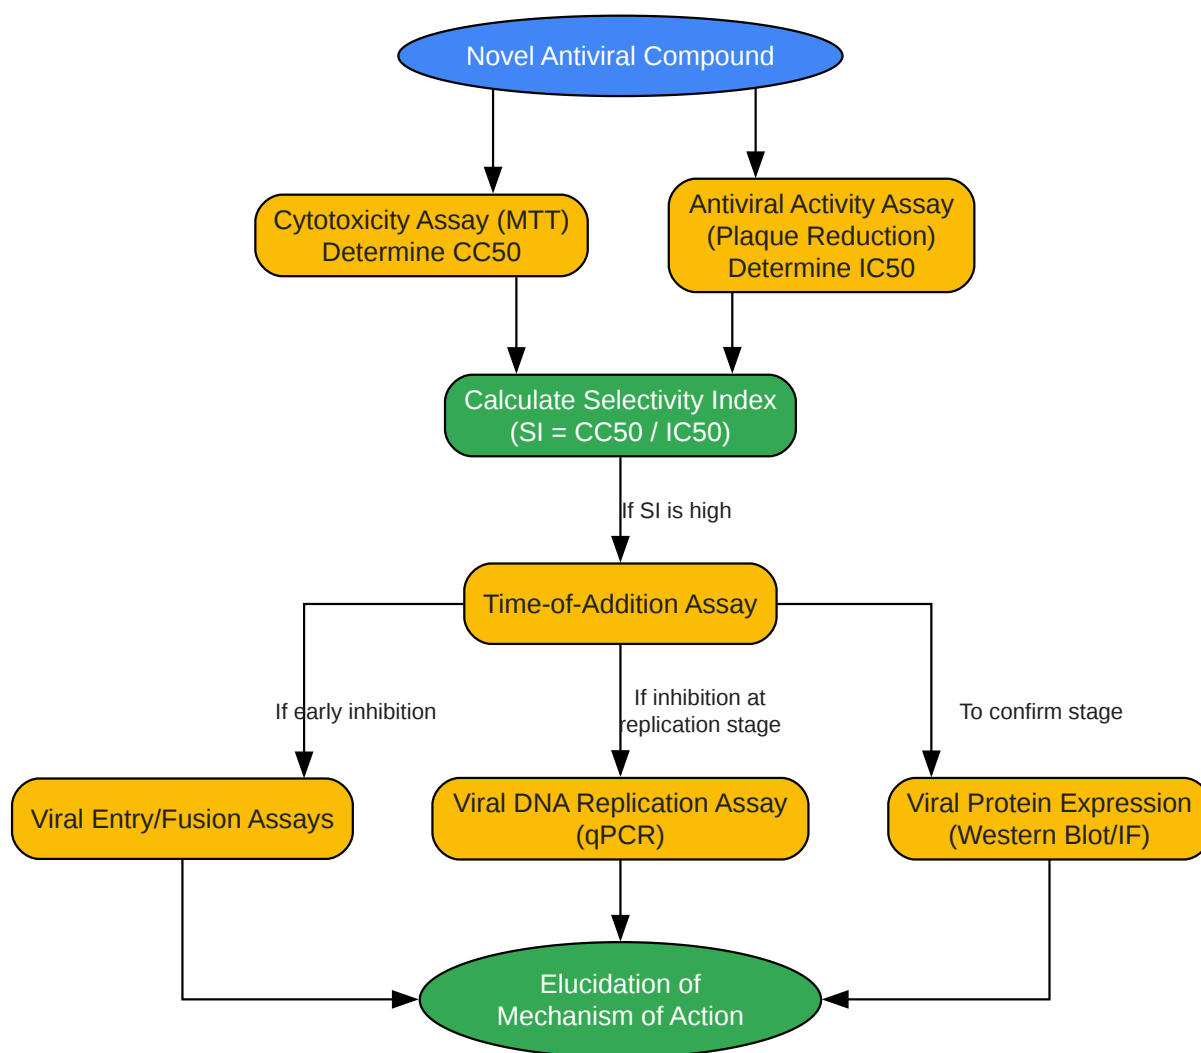 Novel Antiviral Compound
Cytotoxicity Assay (MTT)
Determine CC50
Antiviral Activity Assay
(Plaque Reduction)
Determine IC50
Calculate Selectivity Index
(SI = CC50 / IC50)
If SI is high
Time-of-Addition Assay
If early inhibition
If inhibition at
replication stage
To confirm stage
Viral Entry/Fusion Assays
Viral DNA Replication Assay
(qPCR)
Viral Protein Expression
(Western Blot/IF)
Elucidation of
Mechanism of Action